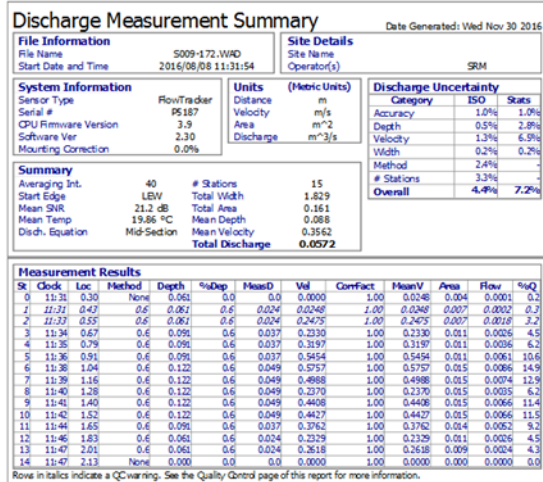 Discharge Measurement Summary Date Generated: Wed Nov 30 2016
File Information
File Name S009-172.WAD
Start Date and Time 2016/08/08 11:31:54
Site Details
Site Name
Operator(s) SRM
System Information
Sensor Type FlowTracker
Serial # P5187
CPU Firmware Version 3.9
Software Ver 2.30
Mounting Correction 0.0%
Units (Metric Units)
Distance m
Velocity m/s
Area m^2
Discharge m^3/s
Discharge Uncertainty
Category ISO Stats
Accuracy 1.0% 1.0%
Depth 0.5% 2.8%
Velocity 1.3% 6.5%
Width 0.2% 0.2%
Method 2.4% -
# Stations 3.3% -
Overall 4.4% 7.2%
Summary
Averaging Int. 40 # Stations 15
Start Edge LEW Total Width 1.829
Mean SNR 21.2 dB Total Area 0.161
Mean Temp 19.86 °C Mean Depth 0.088
Disch. Equation Mid-Section Mean Velocity 0.3562
Total Discharge 0.0572
Measurement Results
St Clock Loc Method Depth %Dep MeasD Vel CorrFact MeanV Area Flow %Q
0 11:31 0.30 None 0.061 0.0 0.0 0.0000 1.00 0.0248 0.004 0.0001 0.2
1 11:31 0.43 0.6 0.061 0.6 0.024 0.0248 1.00 0.0248 0.007 0.0002 0.3
2 11:33 0.55 0.6 0.061 0.6 0.024 0.2475 1.00 0.2475 0.007 0.0018 3.2
3 11:34 0.67 0.6 0.091 0.6 0.037 0.2330 1.00 0.2330 0.011 0.0026 4.5
4 11:35 0.79 0.6 0.091 0.6 0.037 0.3197 1.00 0.3197 0.011 0.0036 6.2
5 11:36 0.91 0.6 0.091 0.6 0.037 0.5454 1.00 0.5454 0.011 0.0061 10.6
6 11:38 1.04 0.6 0.122 0.6 0.049 0.5757 1.00 0.5757 0.015 0.0086 14.9
7 11:39 1.16 0.6 0.122 0.6 0.049 0.4988 1.00 0.4988 0.015 0.0074 12.9
8 11:40 1.28 0.6 0.122 0.6 0.049 0.2370 1.00 0.2370 0.015 0.0035 6.2
9 11:41 1.40 0.6 0.122 0.6 0.049 0.4408 1.00 0.4408 0.015 0.0066 11.4
10 11:42 1.52 0.6 0.122 0.6 0.049 0.4427 1.00 0.4427 0.015 0.0066 11.5
11 11:44 1.65 0.6 0.091 0.6 0.037 0.3762 1.00 0.3762 0.014 0.0052 9.2
12 11:46 1.83 0.6 0.061 0.6 0.024 0.2329 1.00 0.2329 0.011 0.0026 4.5
13 11:47 2.01 0.6 0.061 0.6 0.024 0.2618 1.00 0.2618 0.009 0.0024 4.3
14 11:47 2.13 None 0.000 0.0 0.0 0.0000 1.00 0.0000 0.000 0.0000 0.0
Rows in italics indicate a QC warning. See the Quality Control page of this report for more information.